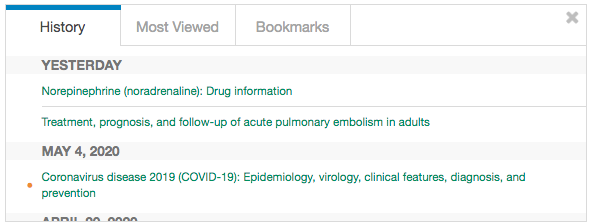 History
Most Viewed
Bookmarks
YESTERDAY
Norepinephrine (noradrenaline): Drug information
Treatment, prognosis, and follow-up of acute pulmonary embolism in adults
MAY 4, 2020
Coronavirus disease 2019 (COVID-19): Epidemiology, virology, clinical features, diagnosis, and
prevention